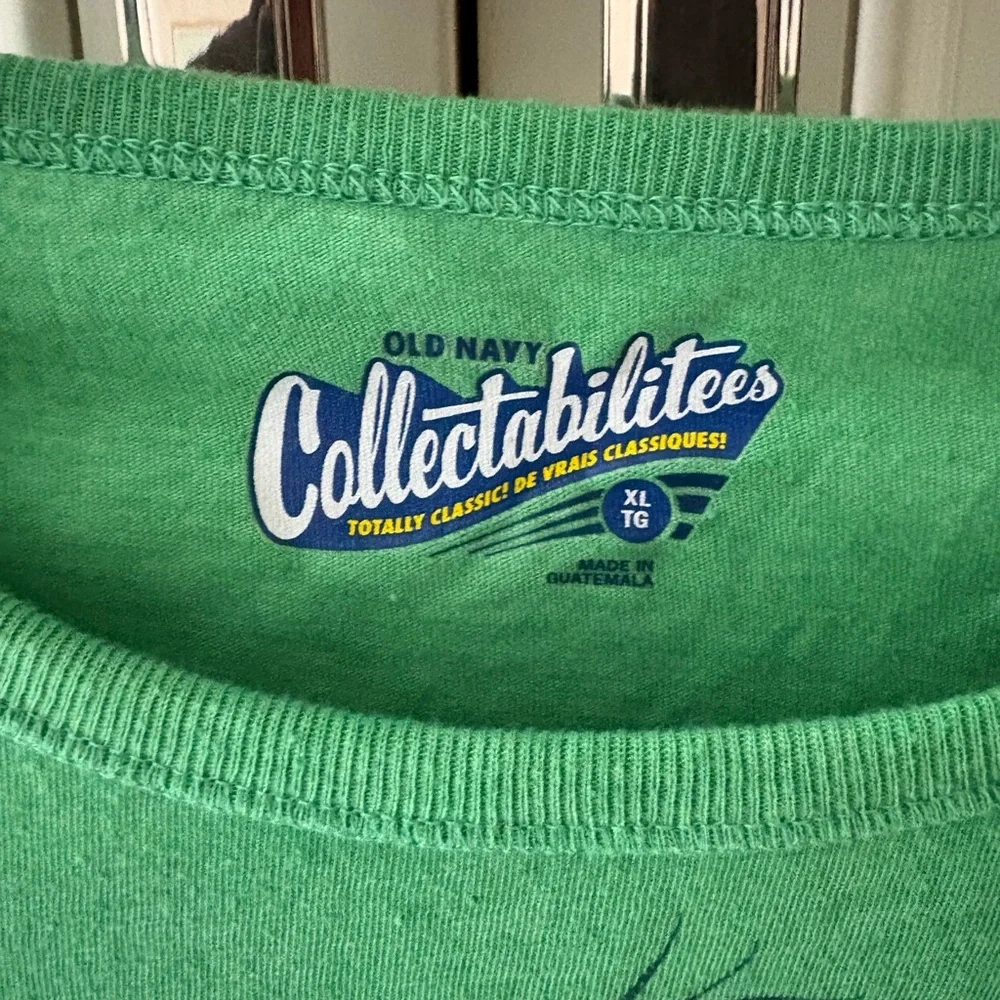 OLD NAVY
Collectabilitees
TOTALLY CLASSIC! DE VRAIS CLASSIQUES!
XL
TG
MADE IN
GUATEMALA